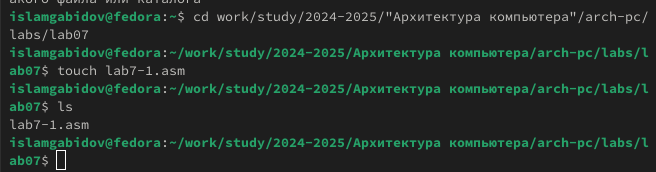 акого файла или каталога
islamgabidov@fedora:~$ cd work/study/2024-2025/"Архитектура компьютера"/arch-pc/
labs/lab07
islamgabidov@fedora:~/work/study/2024-2025/Архитектура компьютера/arch-pc/labs/l
ab07$ touch lab7-1.asm
islamgabidov@fedora:~/work/study/2024-2025/Архитектура компьютера/arch-pc/labs/l
ab07$ ls
lab7-1.asm
islamgabidov@fedora:~/work/study/2024-2025/Архитектура компьютера/arch-pc/labs/l
ab07$